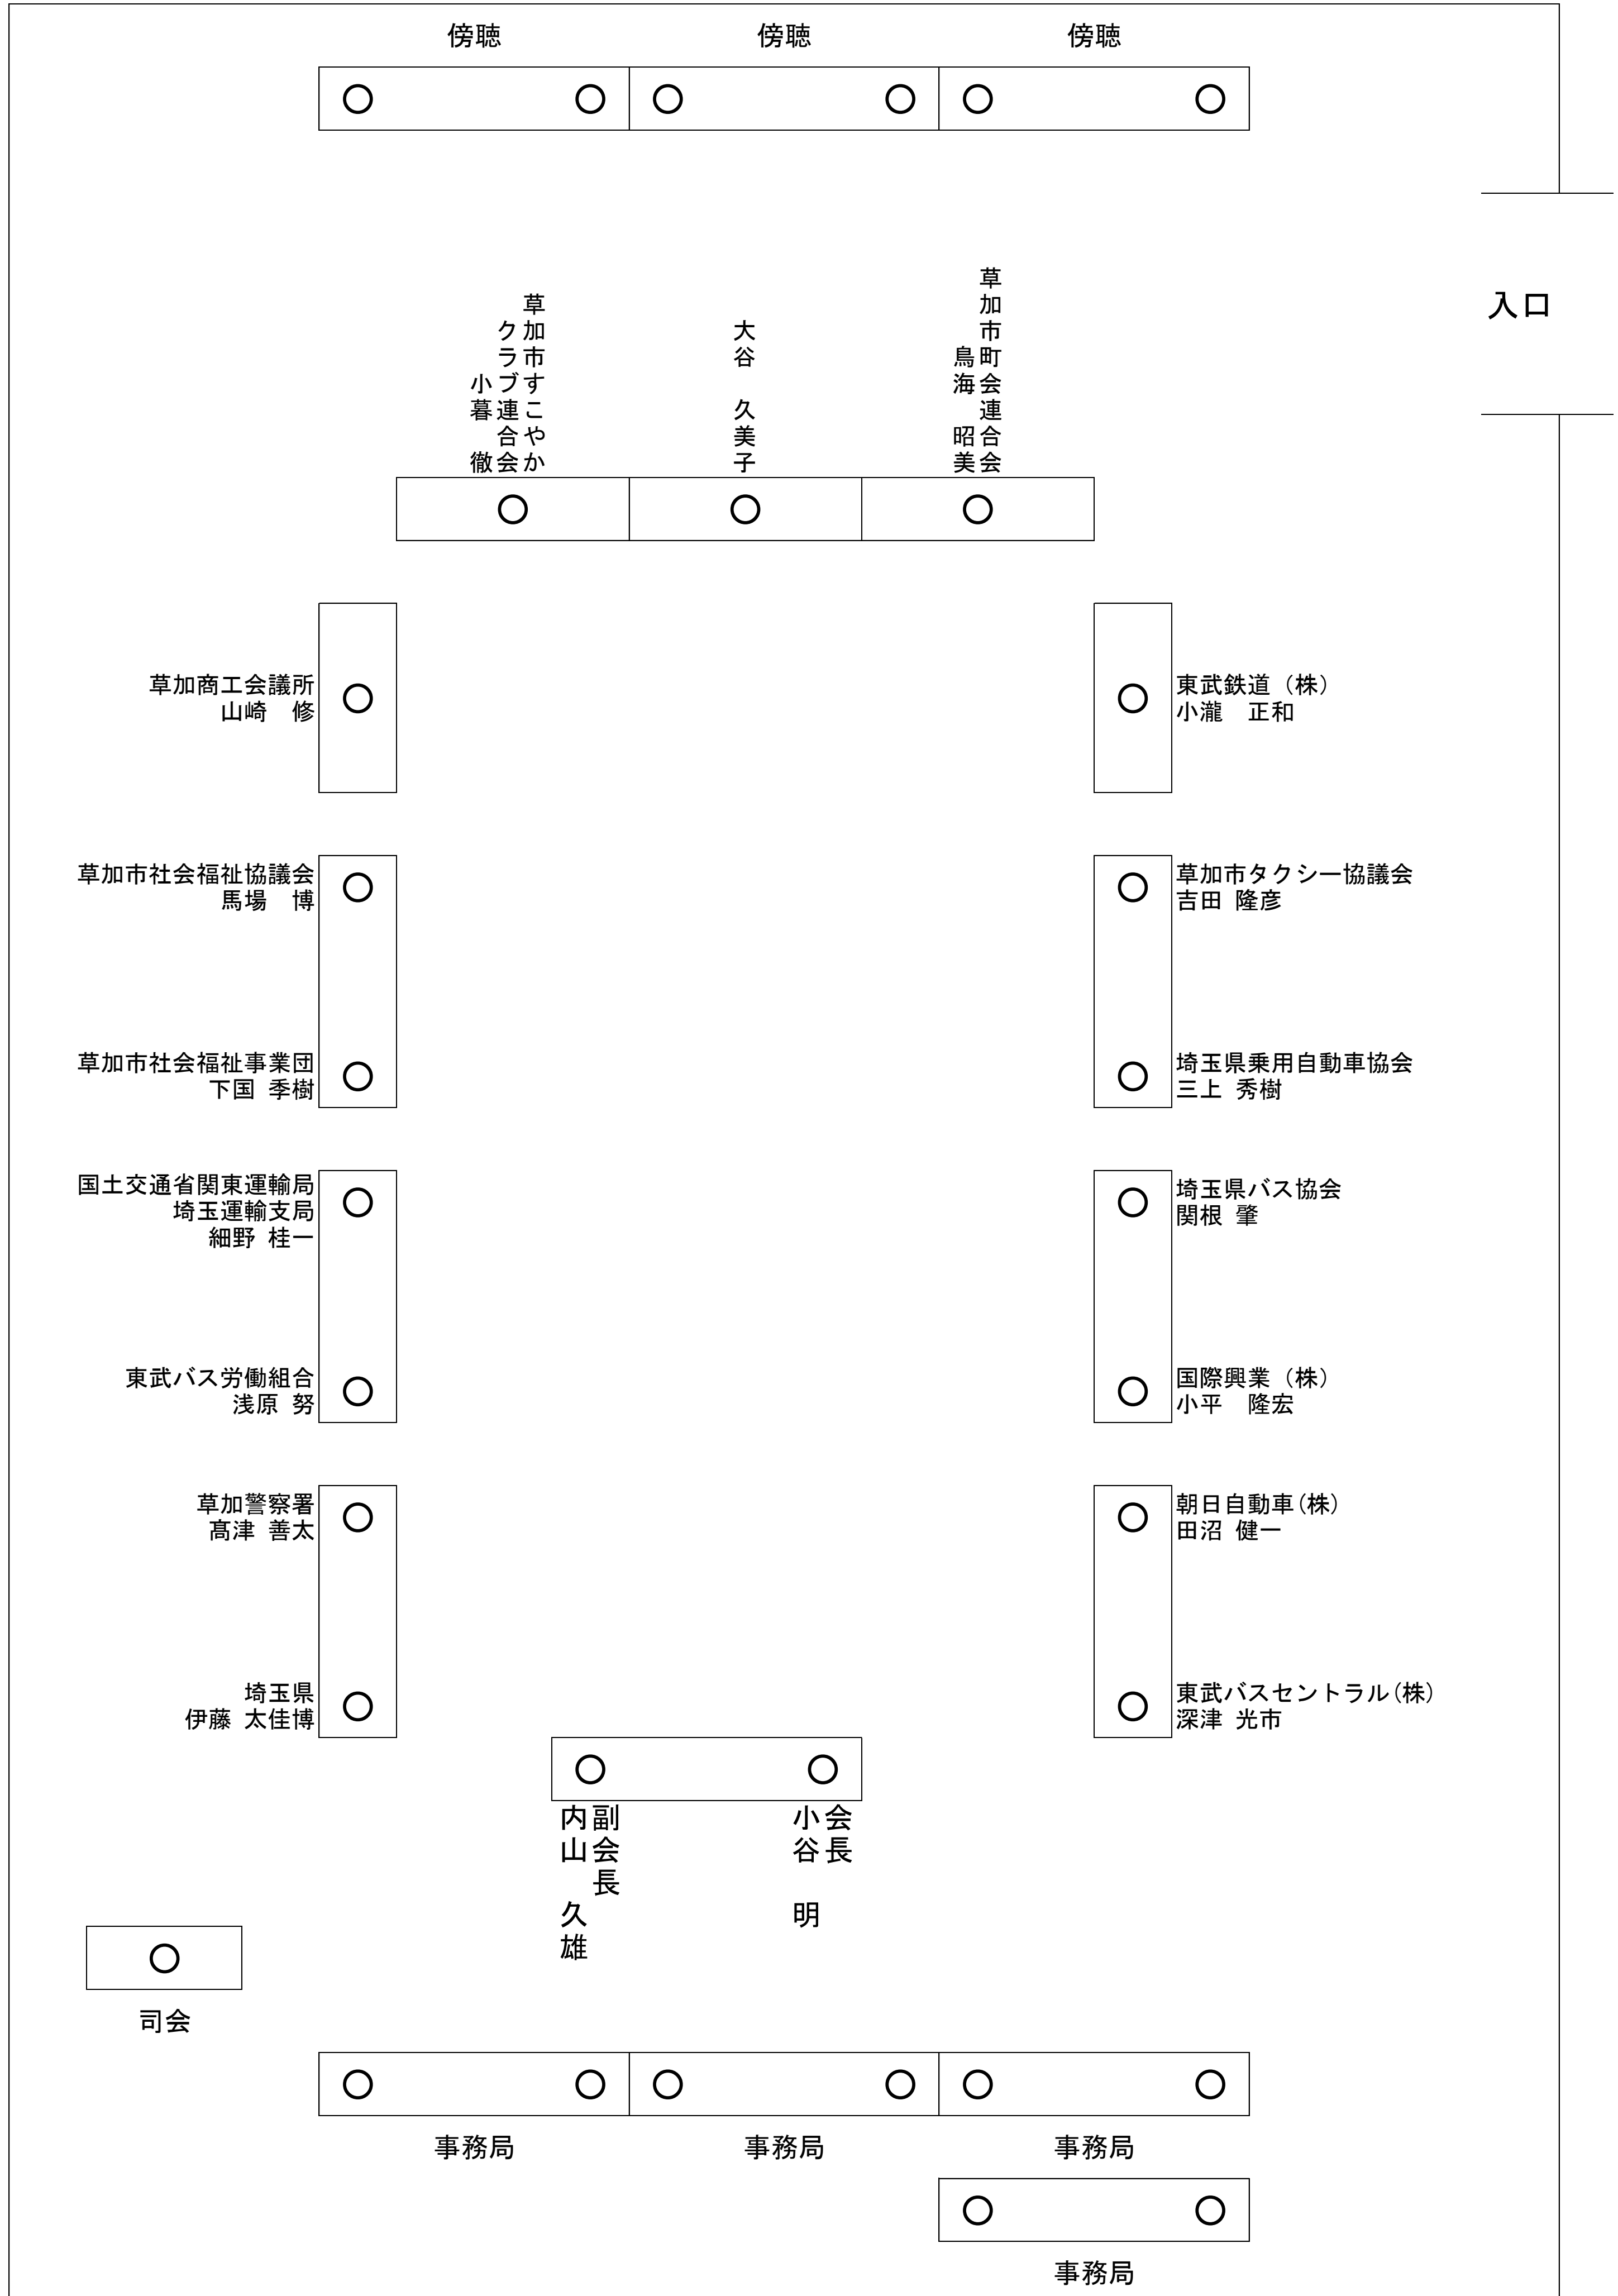 傍聴
傍聴
傍聴
入口
草加市すこやか
クラブ連合会
小暮　徹
大谷　久美子
草加市町会連合会
鳥海　昭美
草加商工会議所
山崎　修
東武鉄道（株）
小瀧　正和
草加市社会福祉協議会
馬場　博
草加市タクシー協議会
吉田 隆彦
草加市社会福祉事業団
下国 季樹
埼玉県乗用自動車協会
三上 秀樹
国土交通省関東運輸局
埼玉運輸支局
細野 桂一
埼玉県バス協会
関根 肇
東武バス労働組合
浅原 努
国際興業（株）
小平　隆宏
草加警察署
髙津 善太
朝日自動車(株)
田沼 健一
埼玉県
伊藤 太佳博
東武バスセントラル(株)
深津 光市
副会長
内山　久雄
会長
小谷　明
司会
事務局
事務局
事務局
事務局